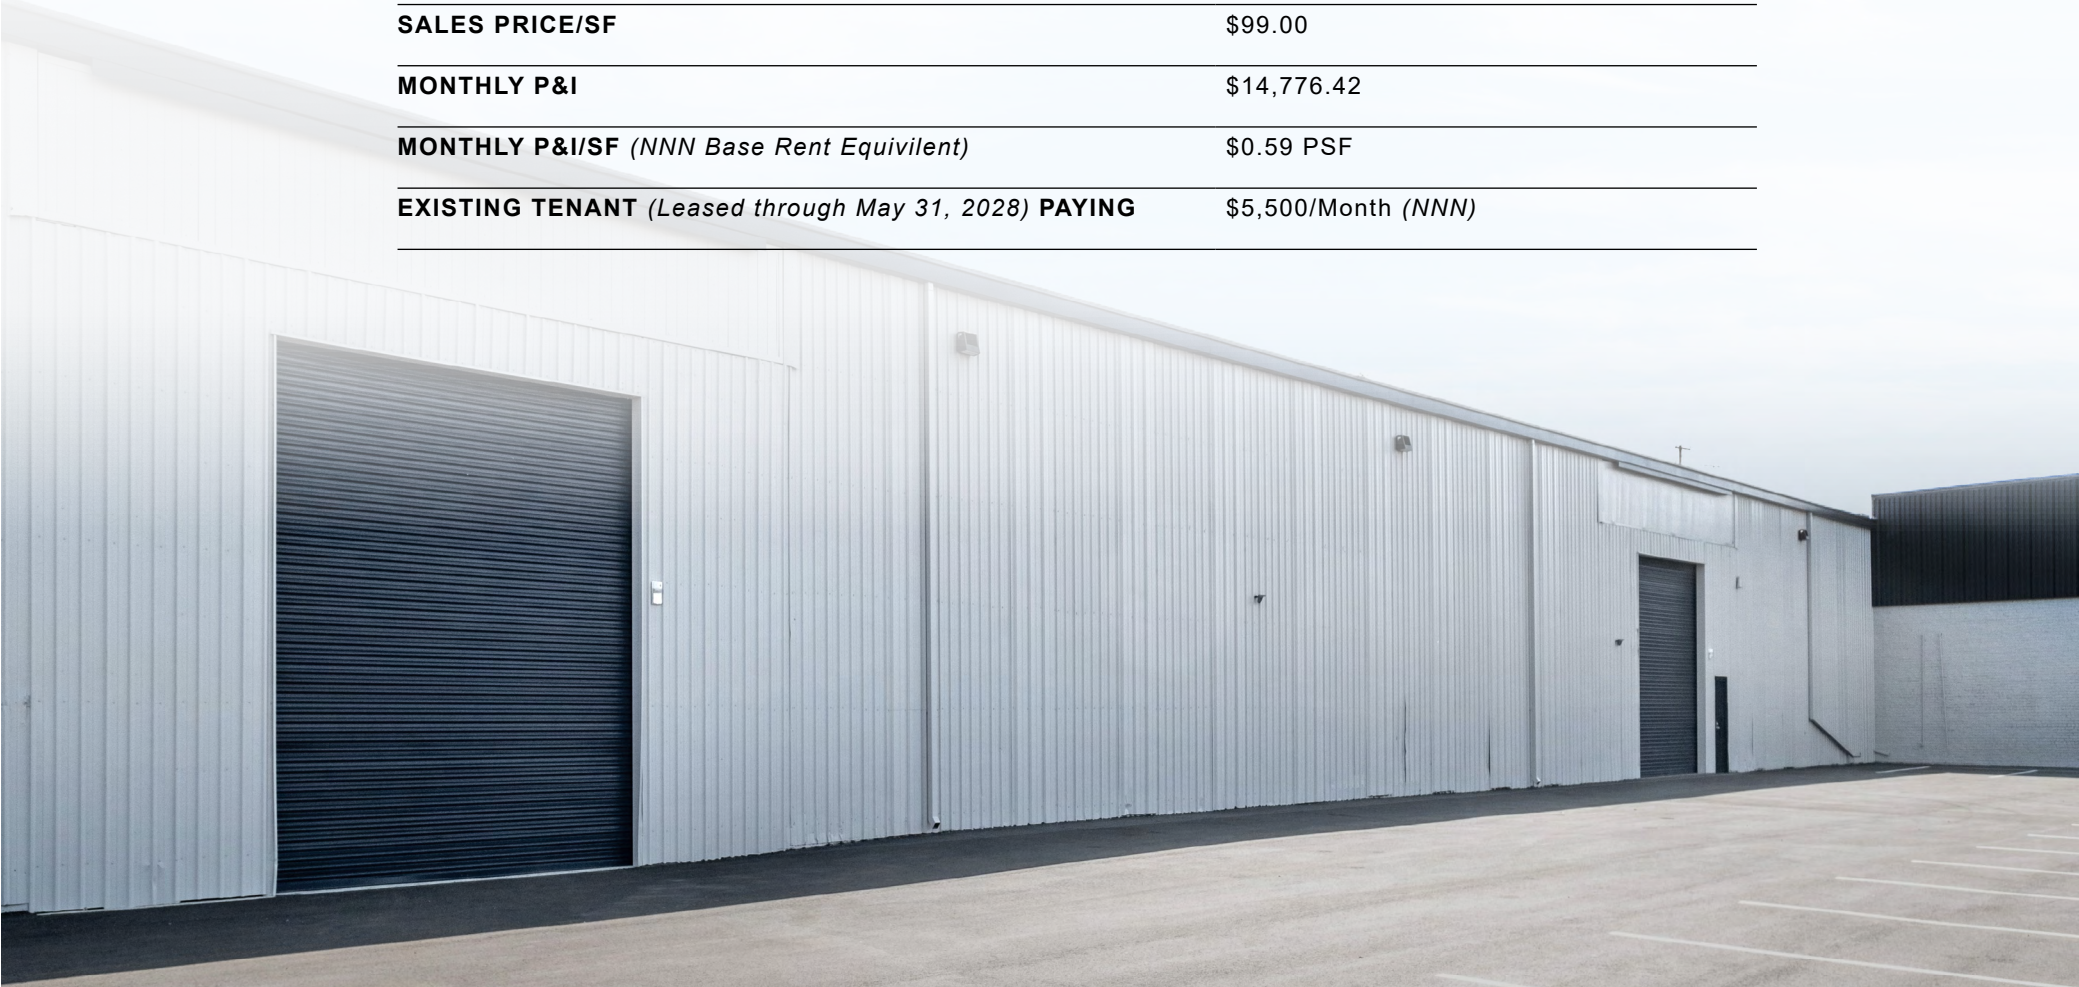 SALES PRICE/SF $99.00
MONTHLY P&I $14,776.42
MONTHLY P&I/SF (NNN Base Rent Equivilent) $0.59 PSF
EXISTING TENANT (Leased through May 31, 2028) PAYING $5,500/Month (NNN)